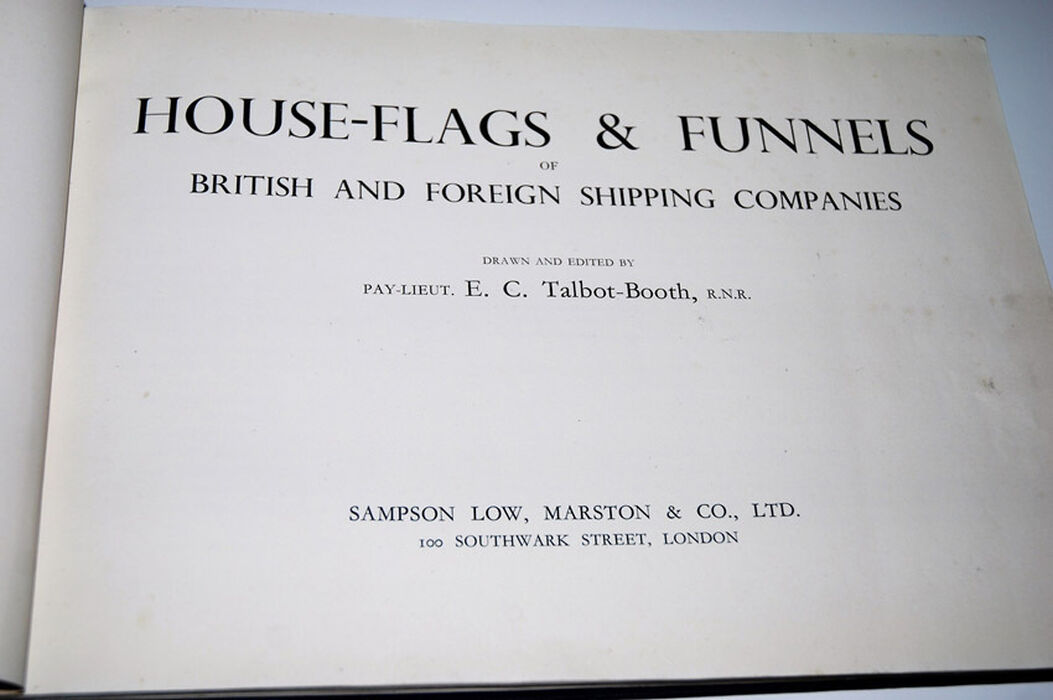 HOUSE-FLAGS & FUNNELS
OF
BRITISH AND FOREIGN SHIPPING COMPANIES
DRAWN AND EDITED BY
PAY-LIEUT. E. C. Talbot-Booth, R.N.R.
SAMPSON LOW, MARSTON & CO., LTD.
100 SOUTHWARK STREET, LONDON